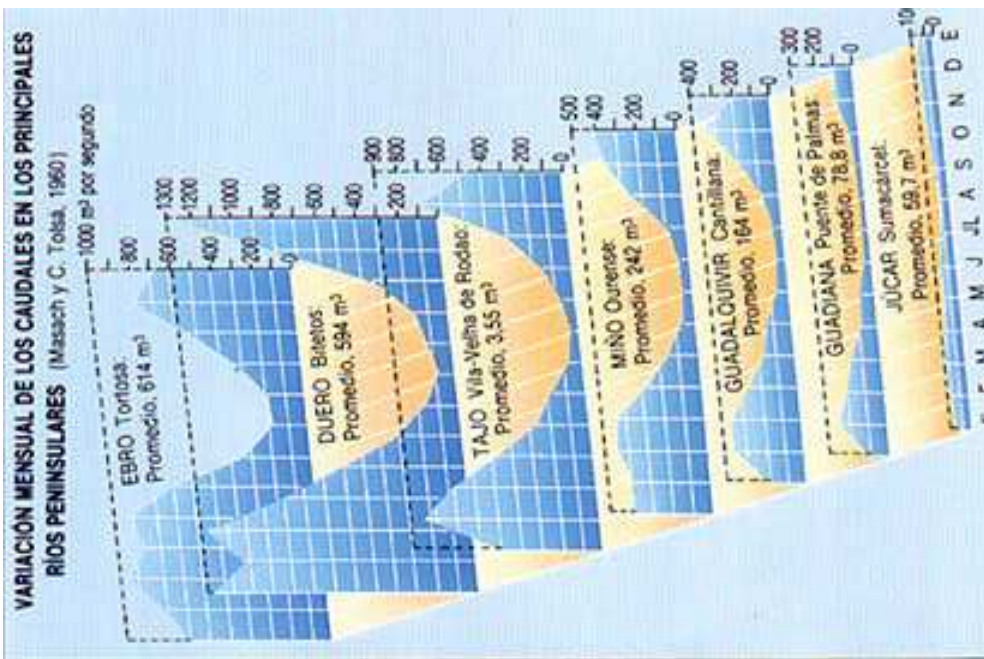 VARIACIÓN MENSUAL DE LOS CAUDALES EN LOS PRINCIPALES
RÍOS PENINSULARES (Masach y C. Tolsa, 1960)
1000 m³ por segundo
800
600
400
200
0
EBRO Tortosa:
Promedio, 614 m³
1300
1200
1000
800
600
400
200
DUERO
Promedio, 594 m³
900
800
600
400
200
0
TAJO Vila-Velha de Rodao:
Promedio, 3,55 m³
500
400
200
0
MIÑO Ourense:
Promedio, 242 m³
400
200
0
GUADALQUIVIR Cantillana:
Promedio, 164 m³
300
200
0
GUADIANA Puente de Palmas:
Promedio, 78,8 m³
0
JÚCAR Sumacárcel:
Promedio, 59,7 m³
M A M J JL A S O N D E